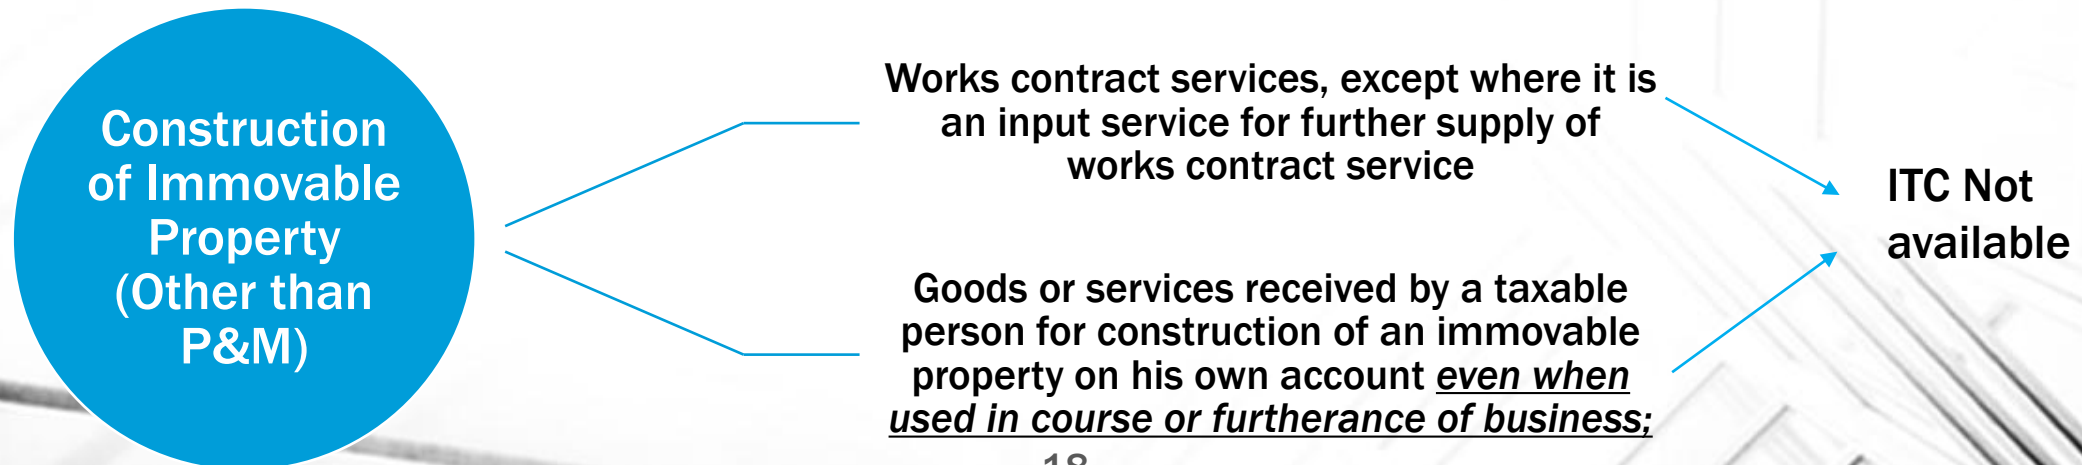 Construction
of Immovable
Property
(Other than
P&M)
Works contract services, except where it is
an input service for further supply of
works contract service
Goods or services received by a taxable
person for construction of an immovable
property on his own account even when
used in course or furtherance of business;
ITC Not
available
18